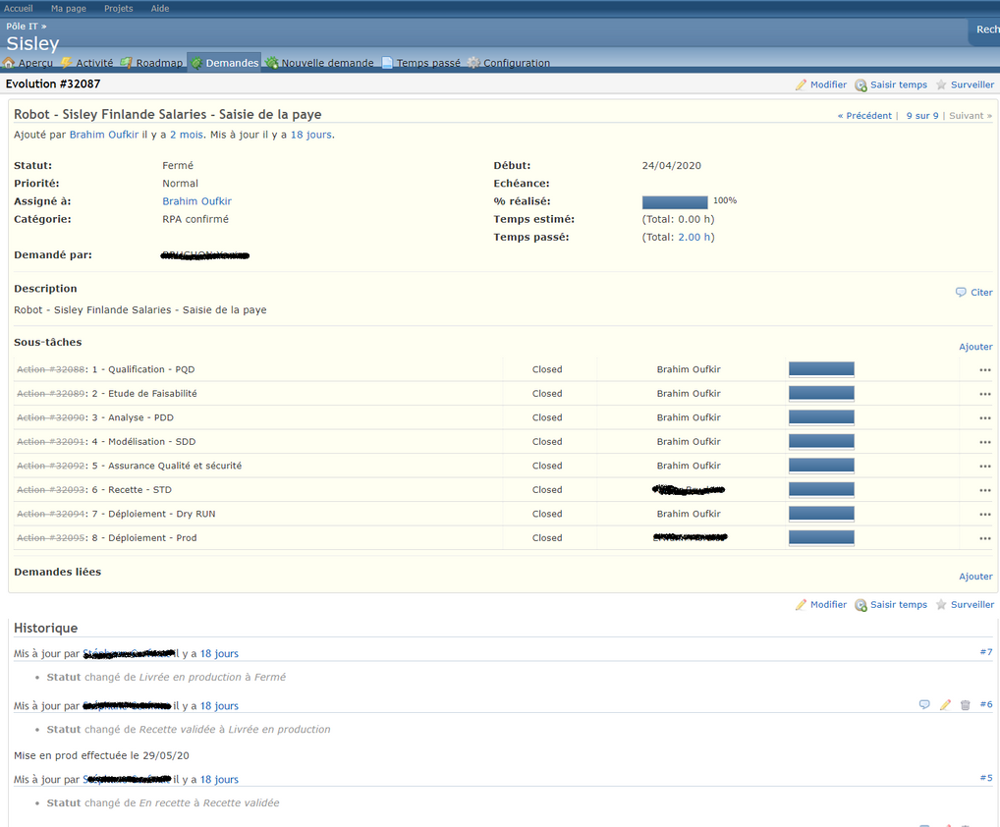 Accueil Ma page Projets Aide
Pôle IT »
Sisley
Rech
Aperçu Activité Roadmap Demandes Nouvelle demande Temps passé Configuration
Evolution #32087
Modifier Saisir temps Surveiller
Robot - Sisley Finlande Salaries - Saisie de la paye
« Précédent | 9 sur 9 | Suivant »
Ajouté par Brahim Oufkir il y a 2 mois. Mis à jour il y a 18 jours.
Statut: Fermé Début: 24/04/2020
Priorité: Normal Echéance:
Assigné à: Brahim Oufkir % réalisé: 100%
Catégorie: RPA confirmé Temps estimé: (Total: 0.00 h)
Temps passé: (Total: 2.00 h)
Demandé par:
Description
Citer
Robot - Sisley Finlande Salaries - Saisie de la paye
Sous-tâches
Ajouter
Action #32088: 1 - Qualification - PQD Closed Brahim Oufkir
Action #32089: 2 - Etude de Faisabilité Closed Brahim Oufkir
Action #32090: 3 - Analyse - PDD Closed Brahim Oufkir
Action #32091: 4 - Modélisation - SDD Closed Brahim Oufkir
Action #32092: 5 - Assurance Qualité et sécurité Closed Brahim Oufkir
Action #32093: 6 - Recette - STD Closed
Action #32094: 7 - Déploiement - Dry RUN Closed Brahim Oufkir
Action #32095: 8 - Déploiement - Prod Closed
Demandes liées
Ajouter
Modifier Saisir temps Surveiller
Historique
Mis à jour par il y a 18 jours #7
• Statut changé de Livrée en production à Fermé
Mis à jour par il y a 18 jours #6
• Statut changé de Recette validée à Livrée en production
Mise en prod effectuée le 29/05/20
Mis à jour par il y a 18 jours #5
• Statut changé de En recette à Recette validée